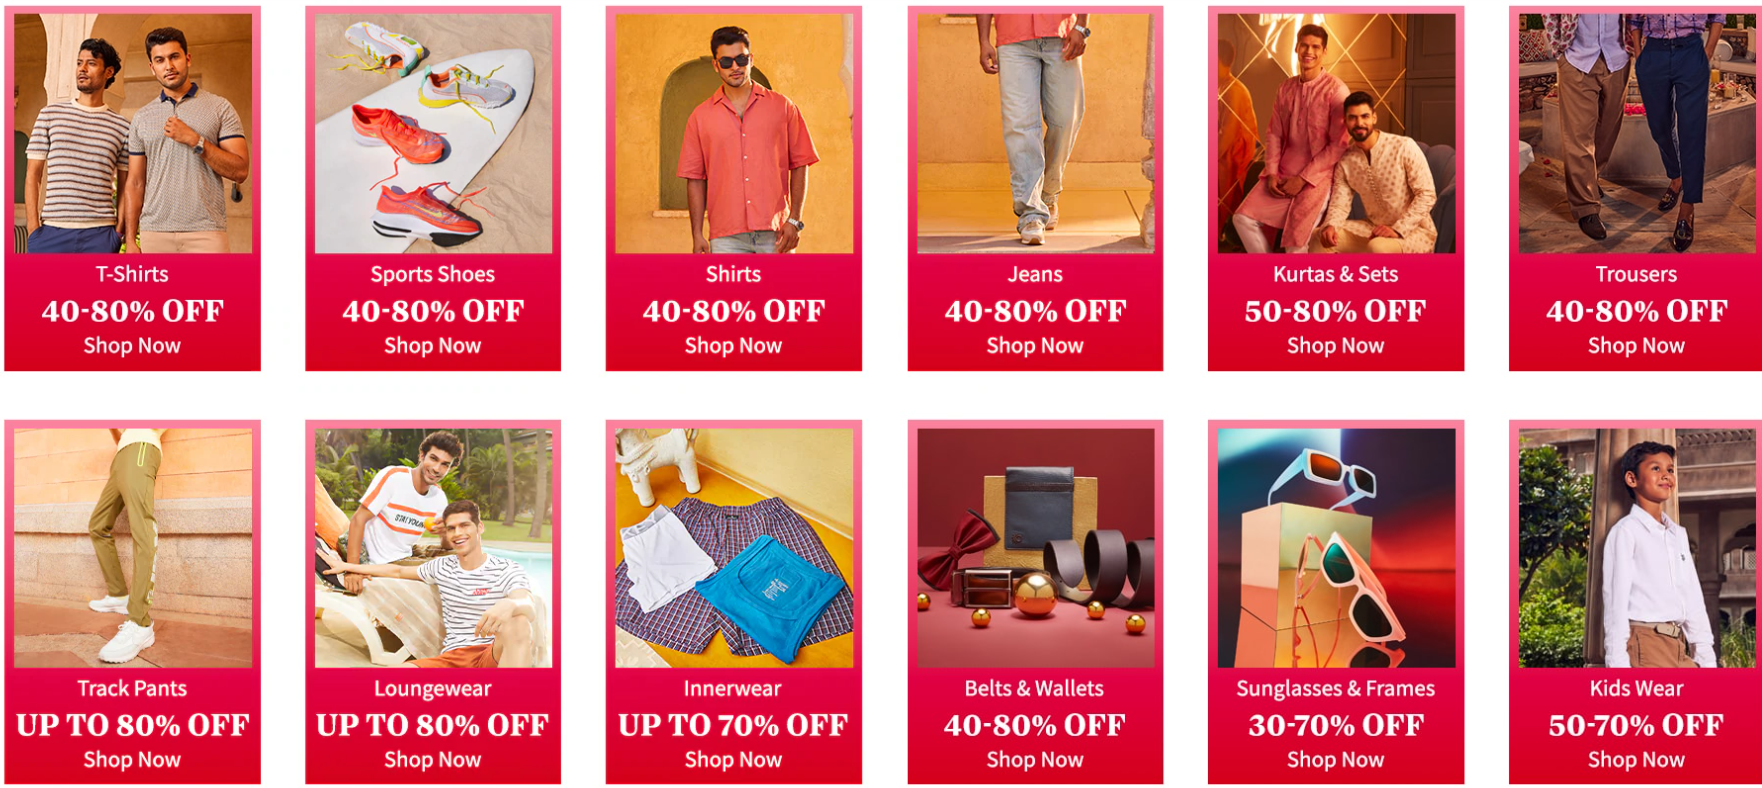 T-Shirts
40-80% OFF
Shop Now
Sports Shoes
40-80% OFF
Shop Now
Shirts
40-80% OFF
Shop Now
Jeans
40-80% OFF
Shop Now
Kurtas & Sets
50-80% OFF
Shop Now
Trousers
40-80% OFF
Shop Now
Track Pants
UP TO 80% OFF
Shop Now
STAY YOUNG
Loungewear
UP TO 80% OFF
Shop Now
Innerwear
UP TO 70% OFF
Shop Now
Belts & Wallets
40-80% OFF
Shop Now
Sunglasses & Frames
30-70% OFF
Shop Now
Kids Wear
50-70% OFF
Shop Now